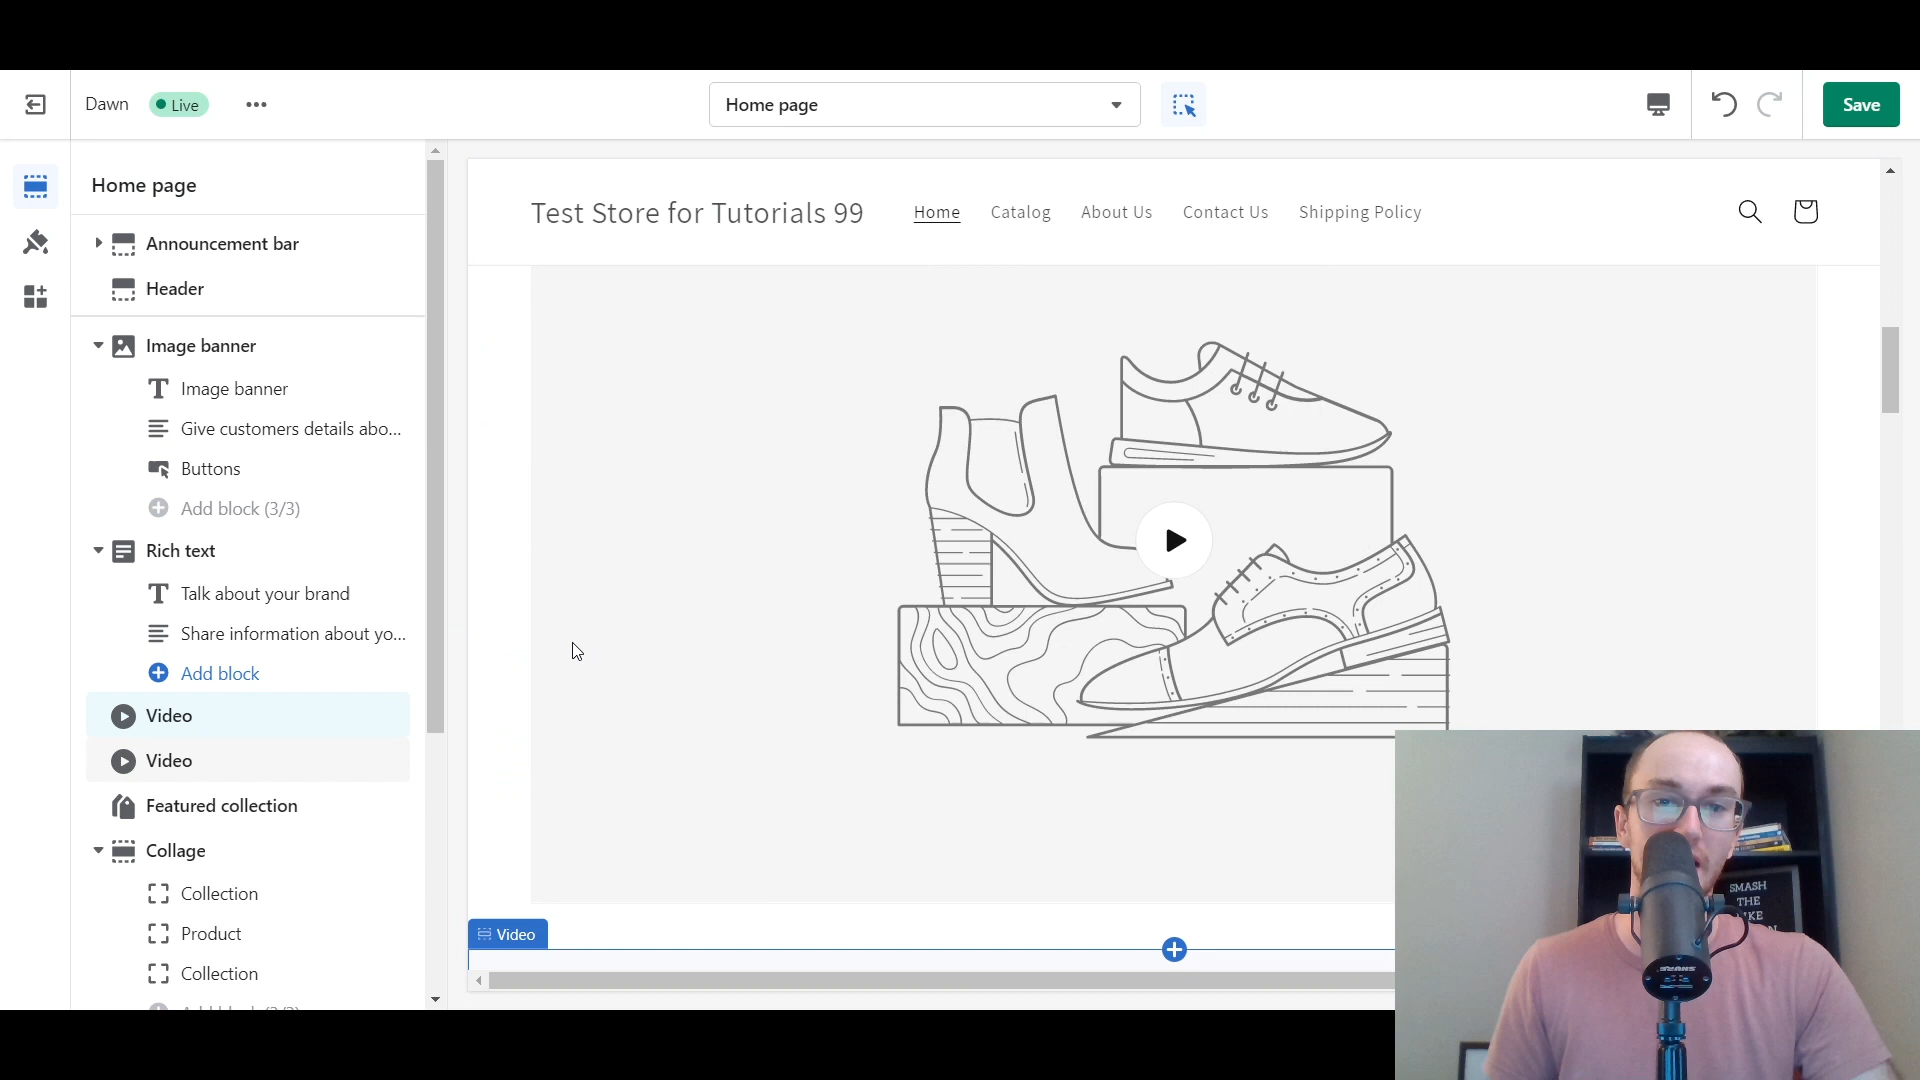 Dawn
Live
Home page
Save
Home page
Announcement bar
Header
Image banner
Image banner
Give customers details abo...
Buttons
Add block (3/3)
Rich text
Talk about your brand
Share information about yo...
Add block
Video
Video
Featured collection
Collage
Collection
Product
Collection
Test Store for Tutorials 99
Home
Catalog
About Us
Contact Us
Shipping Policy
Video
SMASH
THE